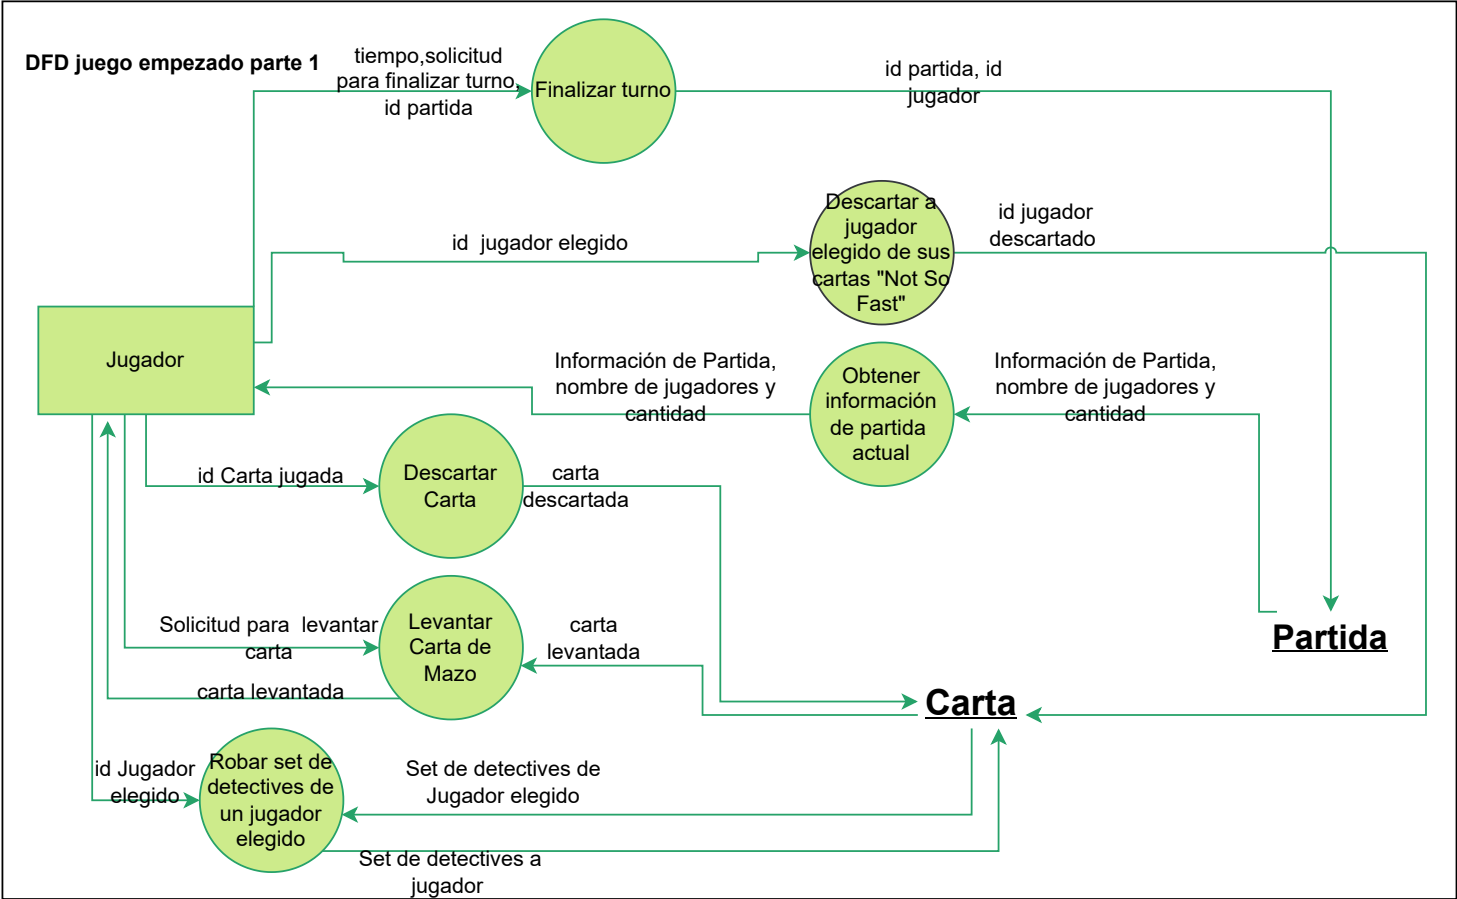 DFD juego empezado parte 1
tiempo,solicitud
para finalizar turno,
id partida
Finalizar turno
id partida, id
jugador
Descartar a
jugador
elegido de sus
cartas "Not So
Fast"
id jugador
descartado
id  jugador elegido
Jugador
Información de Partida,
nombre de jugadores y
cantidad
Obtener
información
de partida
actual
Información de Partida,
nombre de jugadores y
cantidad
id Carta jugada
Descartar
Carta
carta
descartada
Solicitud para  levantar
carta
Levantar
Carta de
Mazo
carta
levantada
carta levantada
Partida
Carta
id Jugador
elegido
Robar set de
detectives de
un jugador
elegido
Set de detectives de
Jugador elegido
Set de detectives a
jugador